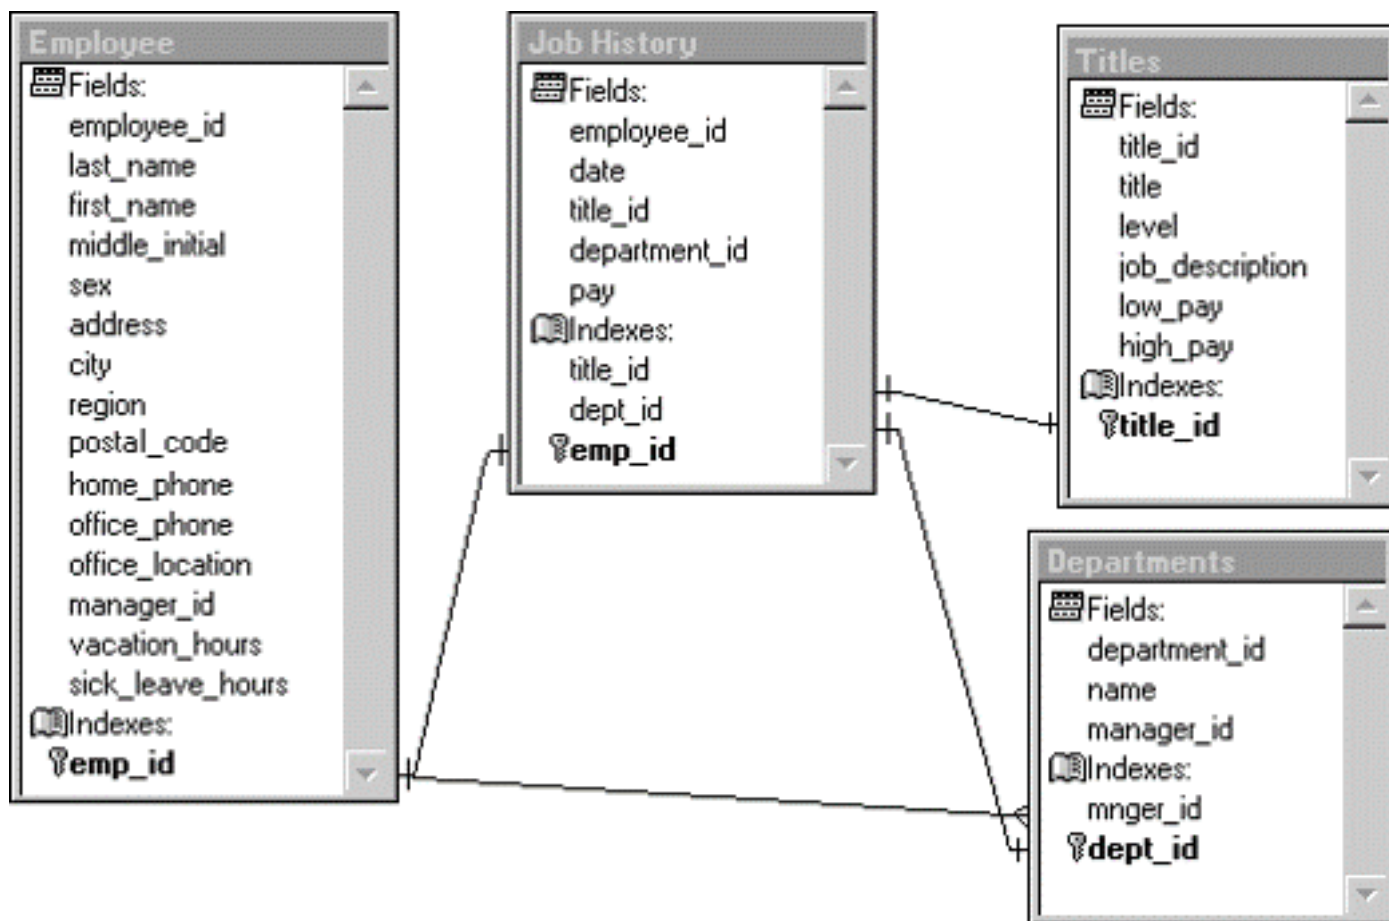 Employee
Fields:
employee_id
last_name
first_name
middle_initial
sex
address
city
region
postal_code
home_phone
office_phone
office_location
manager_id
vacation_hours
sick_leave_hours
Indexes:
emp_id
Job History
Fields:
employee_id
date
title_id
department_id
pay
Indexes:
title_id
dept_id
emp_id
Titles
Fields:
title_id
title
level
job_description
low_pay
high_pay
Indexes:
title_id
Departments
Fields:
department_id
name
manager_id
Indexes:
mnger_id
dept_id